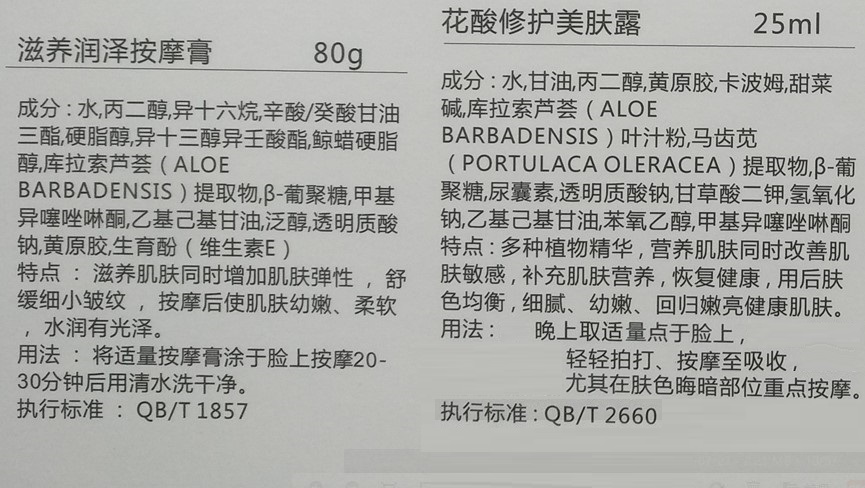 滋养润泽按摩膏 80g
成分：水,丙二醇,异十六烷,辛酸/癸酸甘油
三酯,硬脂醇,异十三醇异壬酸酯,鲸蜡硬脂
醇,库拉索芦荟（ALOE
BARBADENSIS）提取物,β-葡聚糖,甲基
异噻唑啉酮,乙基己基甘油,泛醇,透明质酸
钠,黄原胶,生育酚（维生素E）
特点：滋养肌肤同时增加肌肤弹性，舒
缓细小皱纹，按摩后使肌肤幼嫩、柔软
，水润有光泽。
用法：将适量按摩膏涂于脸上按摩20-
30分钟后用清水洗干净。
执行标准：QB/T 1857
花酸修护美肤露 25ml
成分：水,甘油,丙二醇,黄原胶,卡波姆,甜菜
碱,库拉索芦荟（ALOE
BARBADENSIS）叶汁粉,马齿苋
（PORTULACA OLERACEA）提取物,β-葡
聚糖,尿囊素,透明质酸钠,甘草酸二钾,氢氧化
钠,乙基己基甘油,苯氧乙醇,甲基异噻唑啉酮
特点：多种植物精华，营养肌肤同时改善肌
肤敏感，补充肌肤营养，恢复健康，用后肤
色均衡，细腻、幼嫩、回归嫩亮健康肌肤。
用法： 晚上取适量点于脸上，
轻轻拍打、按摩至吸收，
尤其在肤色晦暗部位重点按摩。
执行标准：QB/T 2660